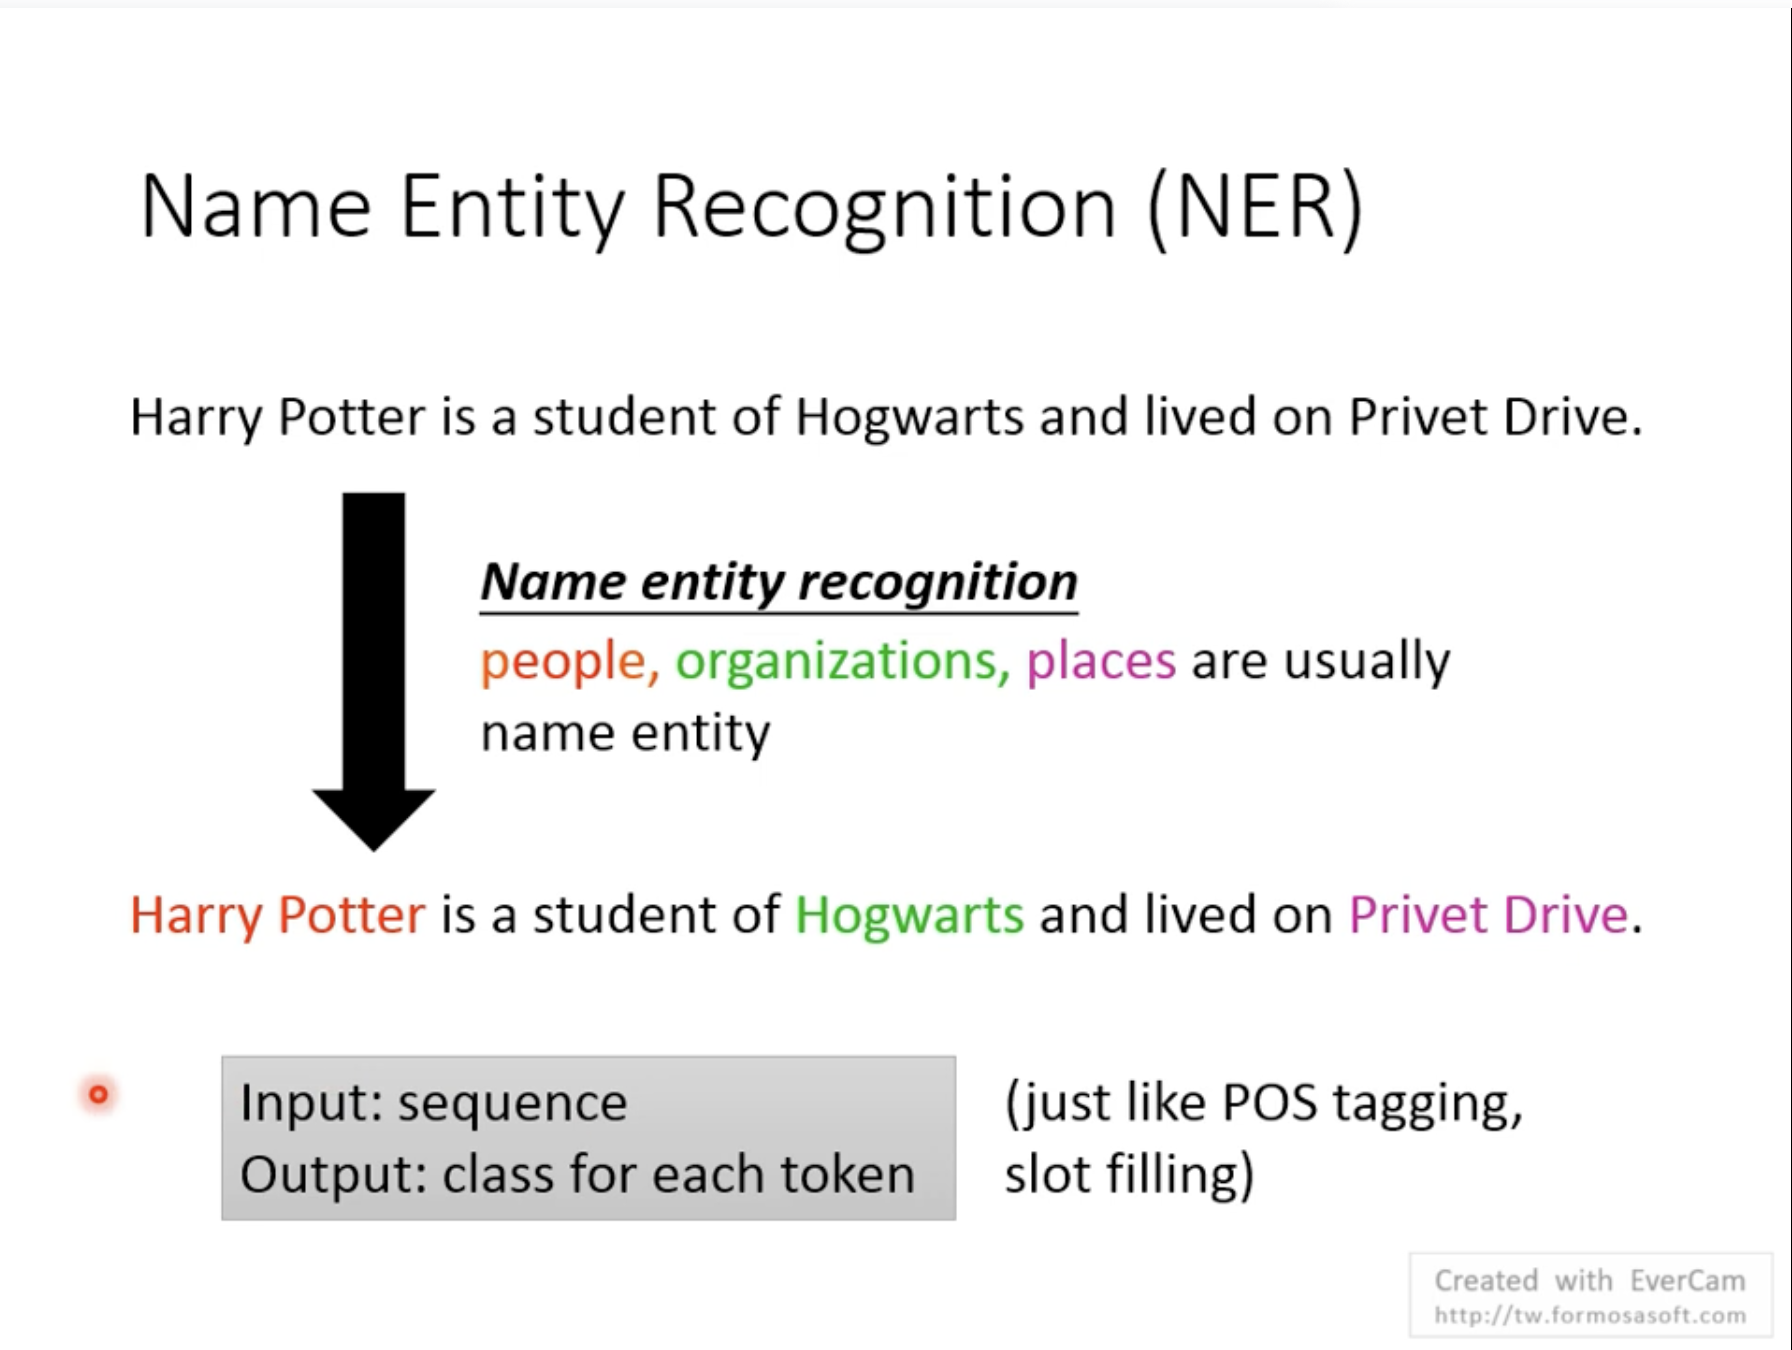 Name Entity Recognition (NER)
Harry Potter is a student of Hogwarts and lived on Privet Drive.
Name entity recognition
people, organizations, places are usually
name entity
Harry Potter is a student of Hogwarts and lived on Privet Drive.
Input: sequence
Output: class for each token
(just like POS tagging,
slot filling)
Created with EverCam
http://tw.formosasoft.com